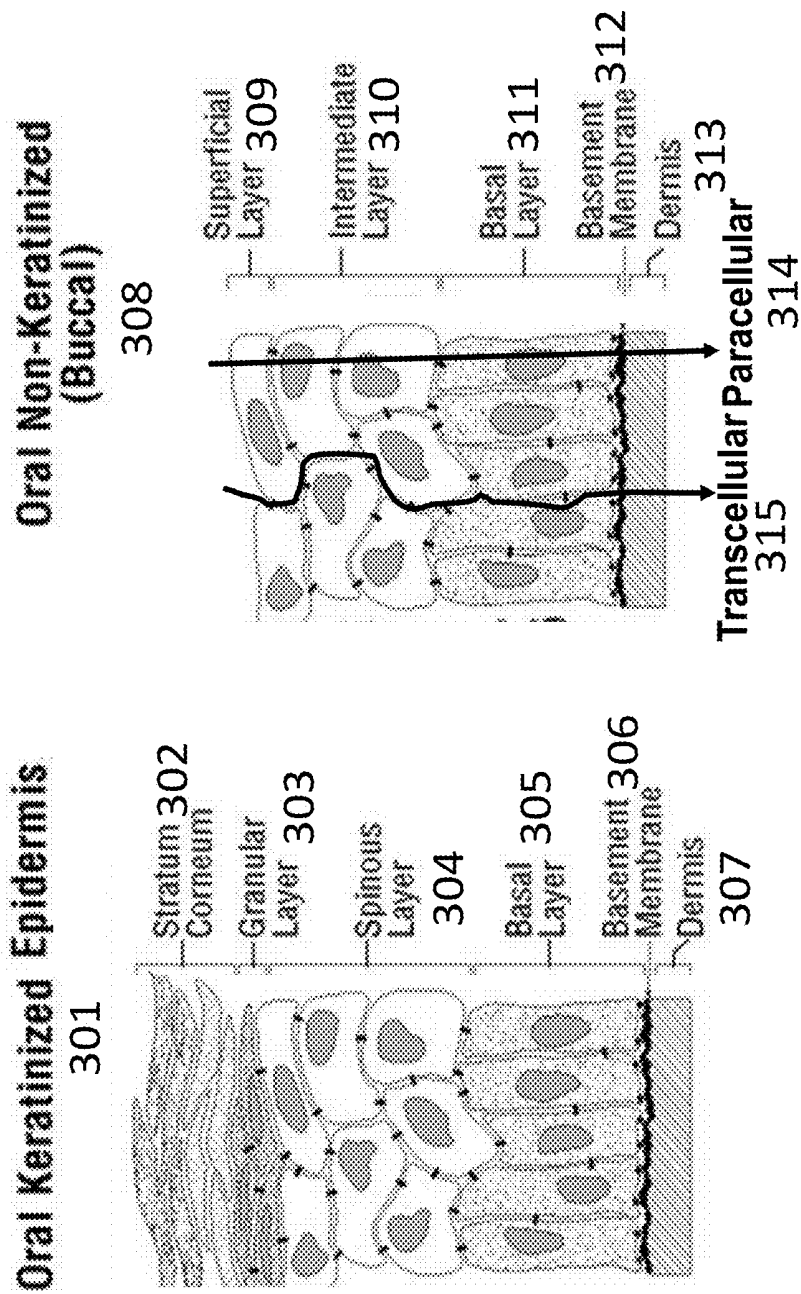 Oral Keratinized Epidermis
301
Stratum 302
Corneum
Granular
Layer 303
Spinous
Layer
304
Basal
Layer 305
Basement 306
Membrane
Dermis
307
Oral Non-Keratinized
(Buccal)
308
Superficial
Layer 309
Intermediate
Layer 310
Basal
Layer 311
Basement
Membrane 312
Dermis
313
Transcellular Paracellular
315 314